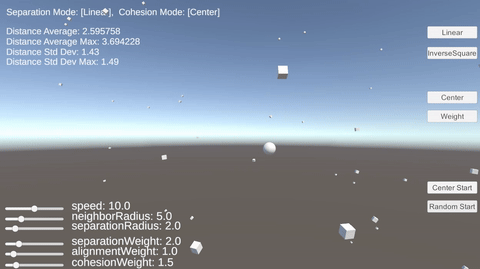 Separation Mode: [Linear],  Cohesion Mode: [Center]
Distance Average: 2.595758
Distance Average Max: 3.694228
Distance Std Dev: 1.43
Distance Std Dev Max: 1.49
Linear
InverseSquare
Center
Weight
Center Start
Random Start
speed: 10.0
neighborRadius: 5.0
separationRadius: 2.0
separationWeight: 2.0
alignmentWeight: 1.0
cohesionWeight: 1.5